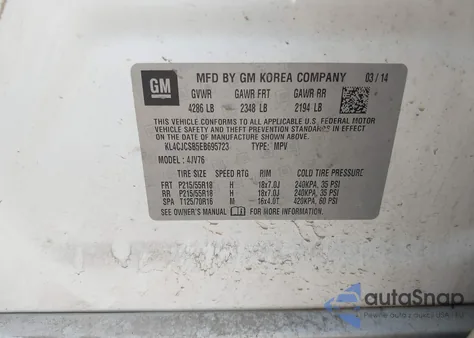 GM
MFD BY GM KOREA COMPANY 03 / 14
GVWR GAWR FRT GAWR RR
4286 LB 2348 LB 2194 LB
THIS VEHICLE CONFORMS TO ALL APPLICABLE U.S. FEDERAL MOTOR
VEHICLE SAFETY, BUMPER, AND THEFT PREVENTION STANDARDS
IN EFFECT ON THE DATE OF MANUFACTURE SHOWN ABOVE.
KL4CJCSB5EB695723 TYPE: MPV
MODEL: 4JV76
TIRE SIZE SPEED RTG RIM COLD TIRE PRESSURE
FRT P215/55R18 H 18x7.0J 240KPA, 35 PSI
RR P215/55R18 H 18x7.0J 240KPA, 35 PSI
SPA T125/70R16 M 16x4.0T 420KPA, 60 PSI
SEE OWNER'S MANUAL FOR MORE INFORMATION.
autoSnap